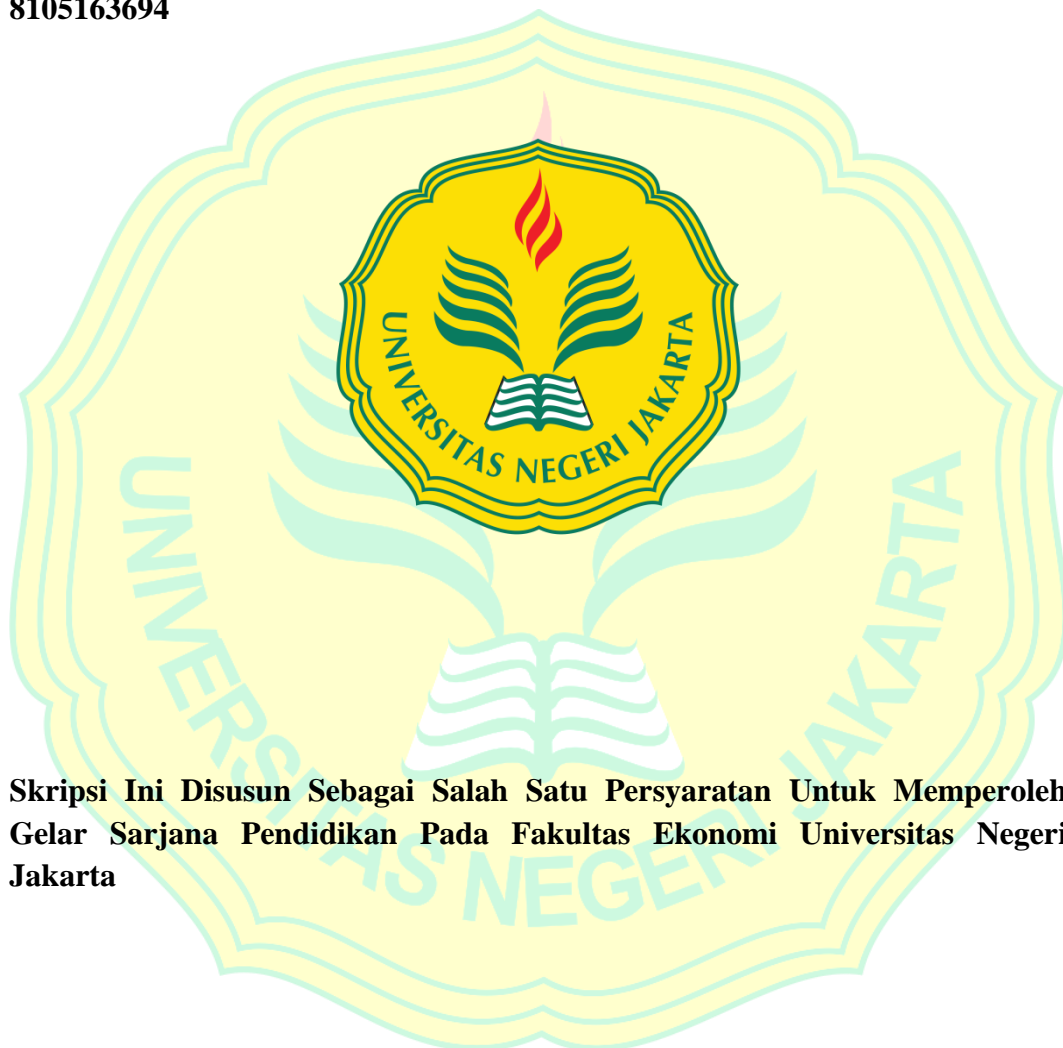 8105163694
UNIVERSITAS NEGERI JAKARTA
UNIVERSITAS NEGERI JAKARTA
Skripsi Ini Disusun Sebagai Salah Satu Persyaratan Untuk Memperoleh
Gelar Sarjana Pendidikan Pada Fakultas Ekonomi Universitas Negeri
Jakarta